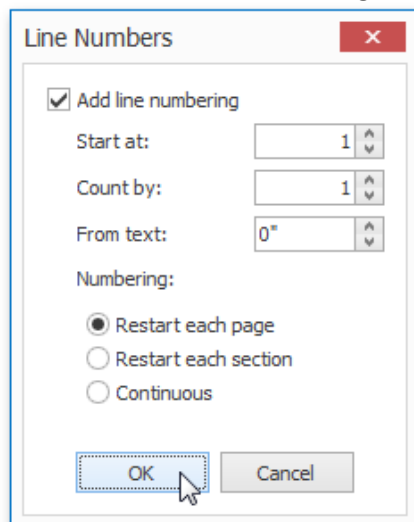 Line Numbers
Add line numbering
Start at: 1
Count by: 1
From text: 0"
Numbering:
Restart each page
Restart each section
Continuous
OK Cancel